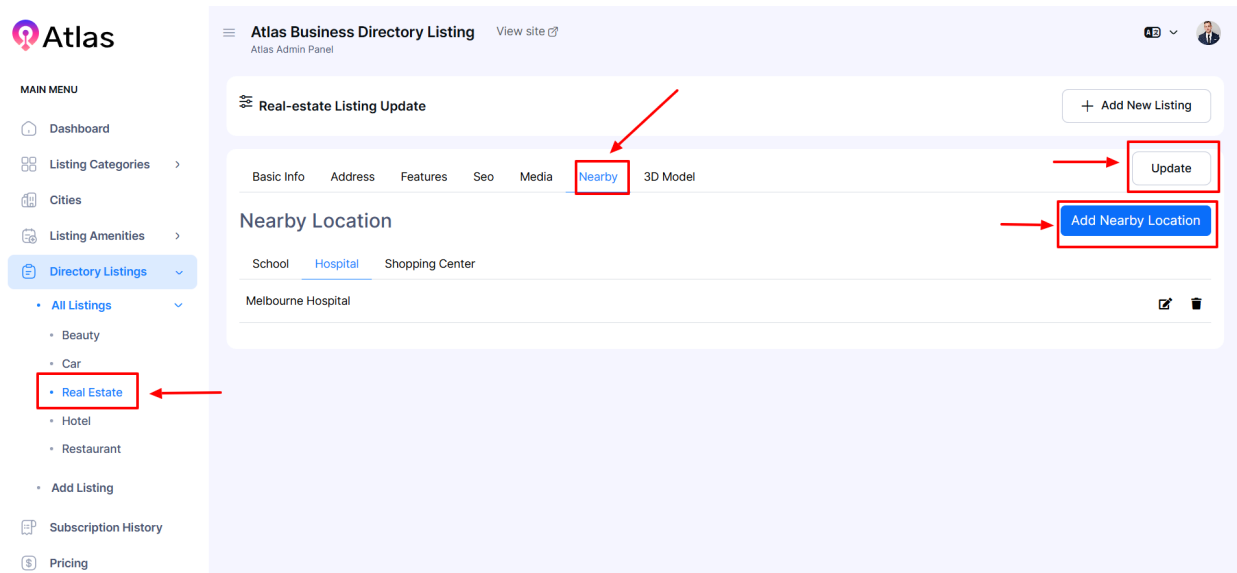 Atlas
MAIN MENU
Dashboard
Listing Categories
Cities
Listing Amenities
Directory Listings
All Listings
Beauty
Car
Real Estate
Hotel
Restaurant
Add Listing
Subscription History
Pricing
Atlas Business Directory Listing
View site
Atlas Admin Panel
Real-estate Listing Update
Add New Listing
Basic Info Address Features Seo Media Nearby 3D Model
Update
Nearby Location
Add Nearby Location
School Hospital Shopping Center
Melbourne Hospital